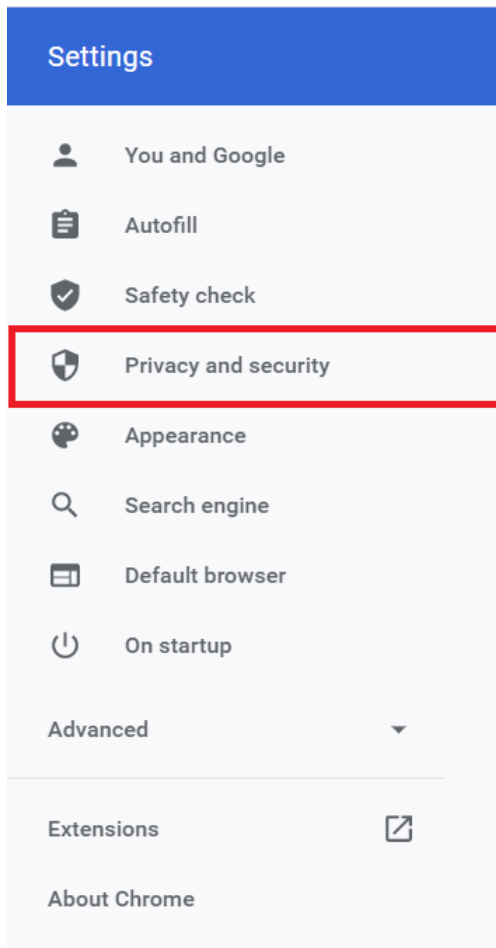 Settings
You and Google
Autofill
Safety check
Privacy and security
Appearance
Search engine
Default browser
On startup
Advanced
Extensions
About Chrome